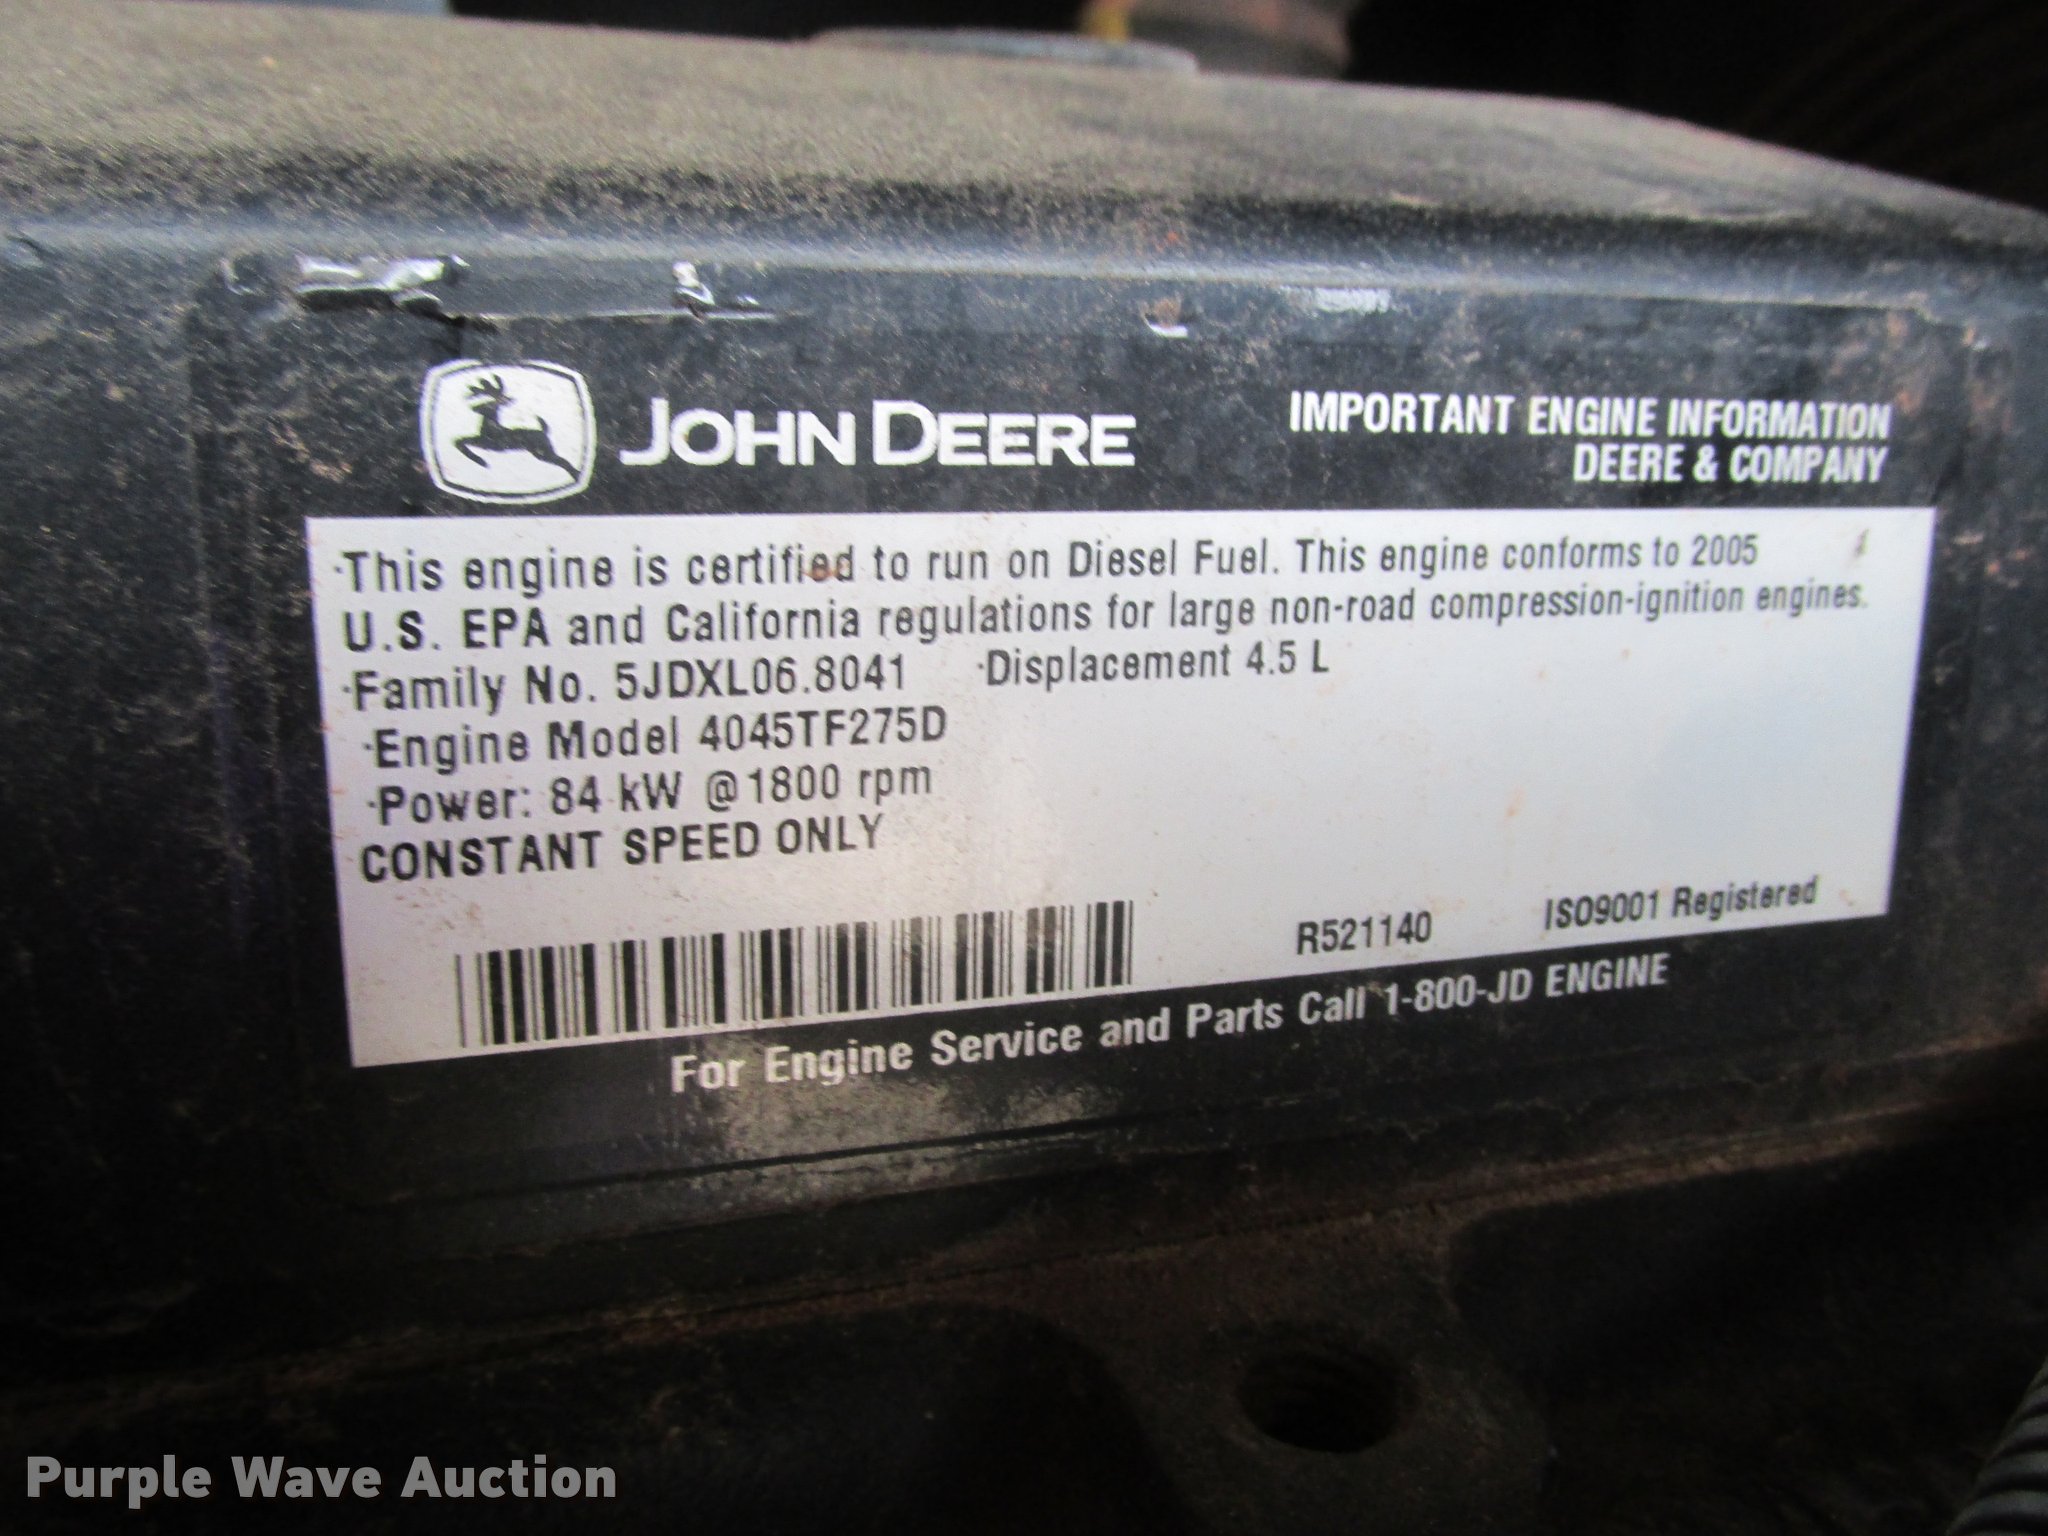 JOHN DEERE
IMPORTANT ENGINE INFORMATION
DEERE & COMPANY
·This engine is certified to run on Diesel Fuel. This engine conforms to 2005
U.S. EPA and California regulations for large non-road compression-ignition engines.
·Family No. 5JDXL06.8041 ·Displacement 4.5 L
·Engine Model 4045TF275D
·Power: 84 kW @1800 rpm
CONSTANT SPEED ONLY
R521140 ISO9001 Registered
For Engine Service and Parts Call 1-800-JD ENGINE
Purple Wave Auction